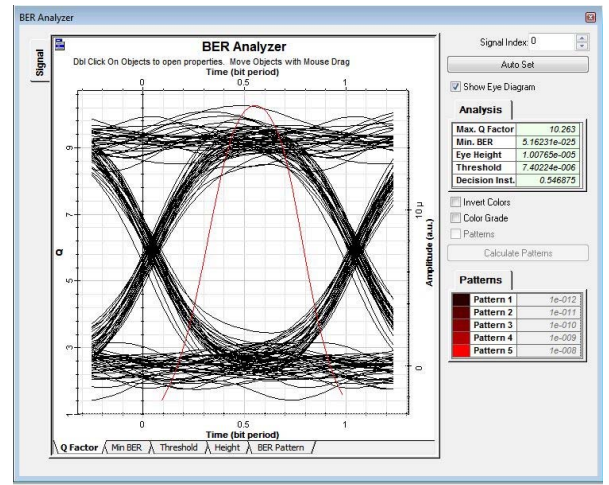 BER Analyzer
Signal
BER Analyzer
Dbl Click On Objects to open properties. Move Objects with Mouse Drag
Time (bit period)
0 0.5 1
Q
9
7
5
3
1
Amplitude (a.u.)
10 µ
0
0 0.5 1
Time (bit period)
Q Factor Min BER Threshold Height BER Pattern
Signal Index: 0
Auto Set
Show Eye Diagram
Analysis
Max. Q Factor 10.263
Min. BER 5.16231e-025
Eye Height 1.00765e-005
Threshold 7.40224e-006
Decision Inst. 0.546875
Invert Colors
Color Grade
Patterns
Calculate Patterns
Patterns
Pattern 1 1e-012
Pattern 2 1e-011
Pattern 3 1e-010
Pattern 4 1e-009
Pattern 5 1e-008